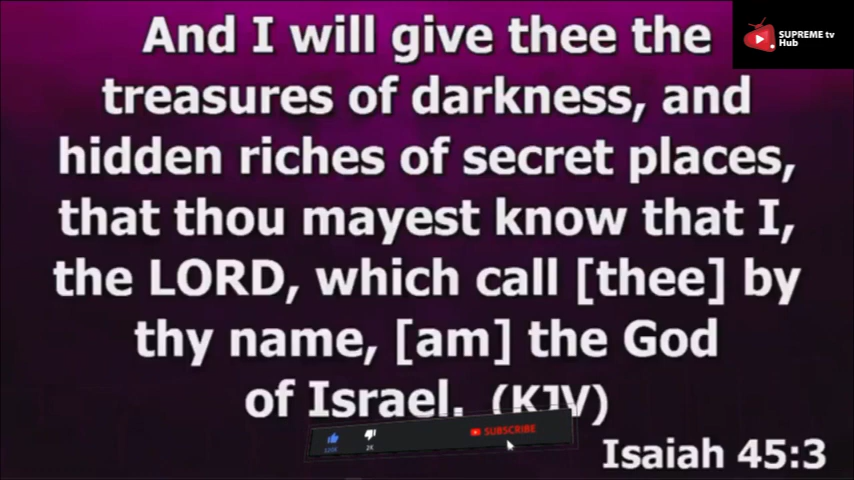 And I will give thee the
SUPREME tv
Hub
treasures of darkness, and
hidden riches of secret places,
that thou mayest know that I,
the LORD, which call [thee] by
thy name, [am] the God
of Israel. (KJV)
SUBSCRIBE
2K
Isaiah 45:3